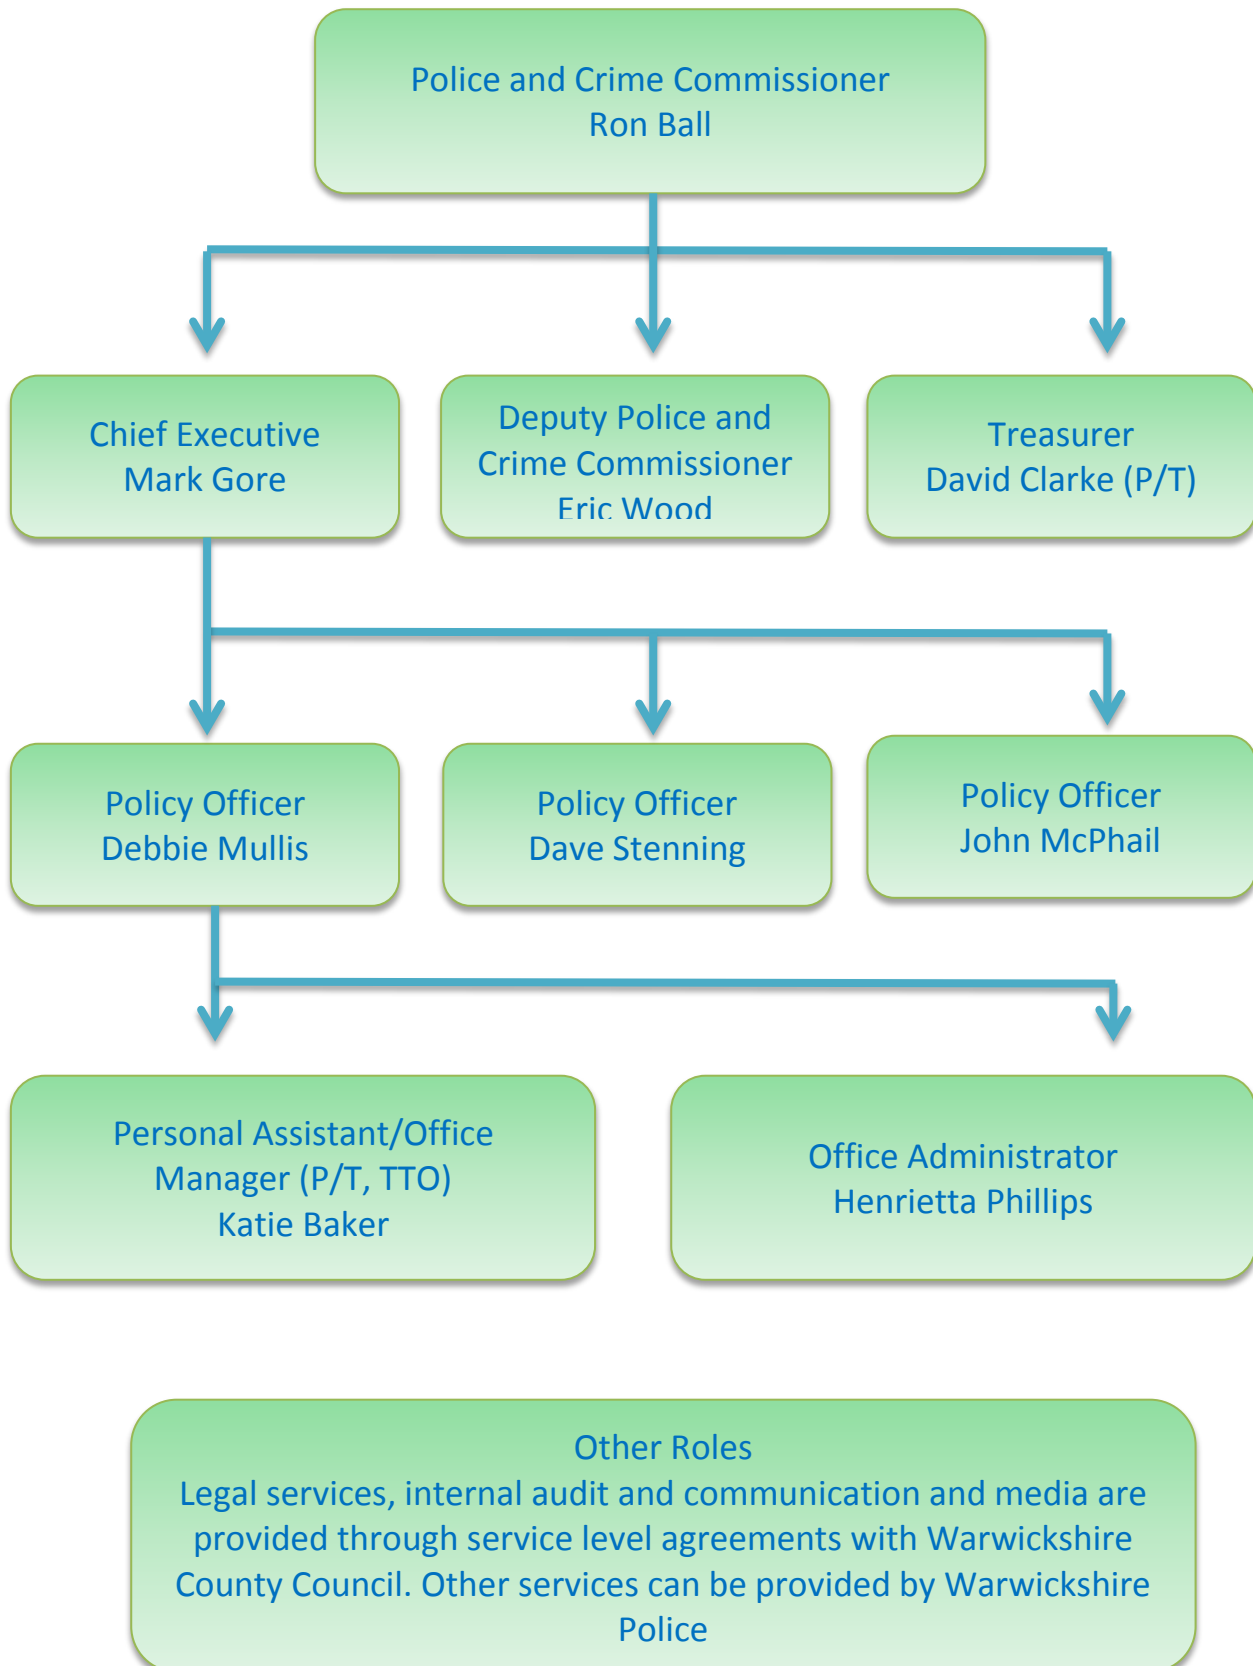 Police and Crime Commissioner
Ron Ball
Chief Executive
Mark Gore
Deputy Police and
Crime Commissioner
Eric Wood
Treasurer
David Clarke (P/T)
Policy Officer
Debbie Mullis
Policy Officer
Dave Stenning
Policy Officer
John McPhail
Personal Assistant/Office
Manager (P/T, TTO)
Katie Baker
Office Administrator
Henrietta Phillips
Other Roles
Legal services, internal audit and communication and media are
provided through service level agreements with Warwickshire
County Council. Other services can be provided by Warwickshire
Police